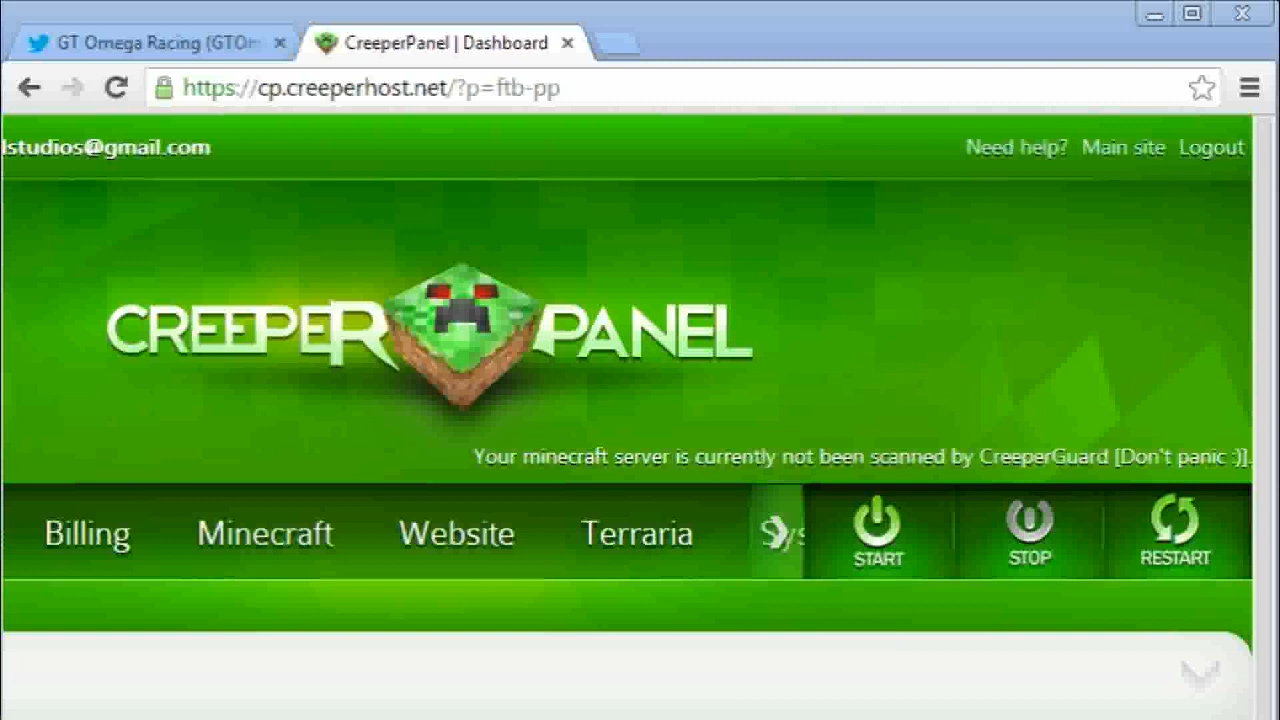 GT Omega Racing (GTOm
CreeperPanel | Dashboard
https://cp.creeperhost.net/?p=ftb-pp
lstudios@gmail.com
Need help? Main site Logout
CREEPER PANEL
Your minecraft server is currently not been scanned by CreeperGuard [Don't panic :)].
Billing Minecraft Website Terraria Sys START STOP RESTART